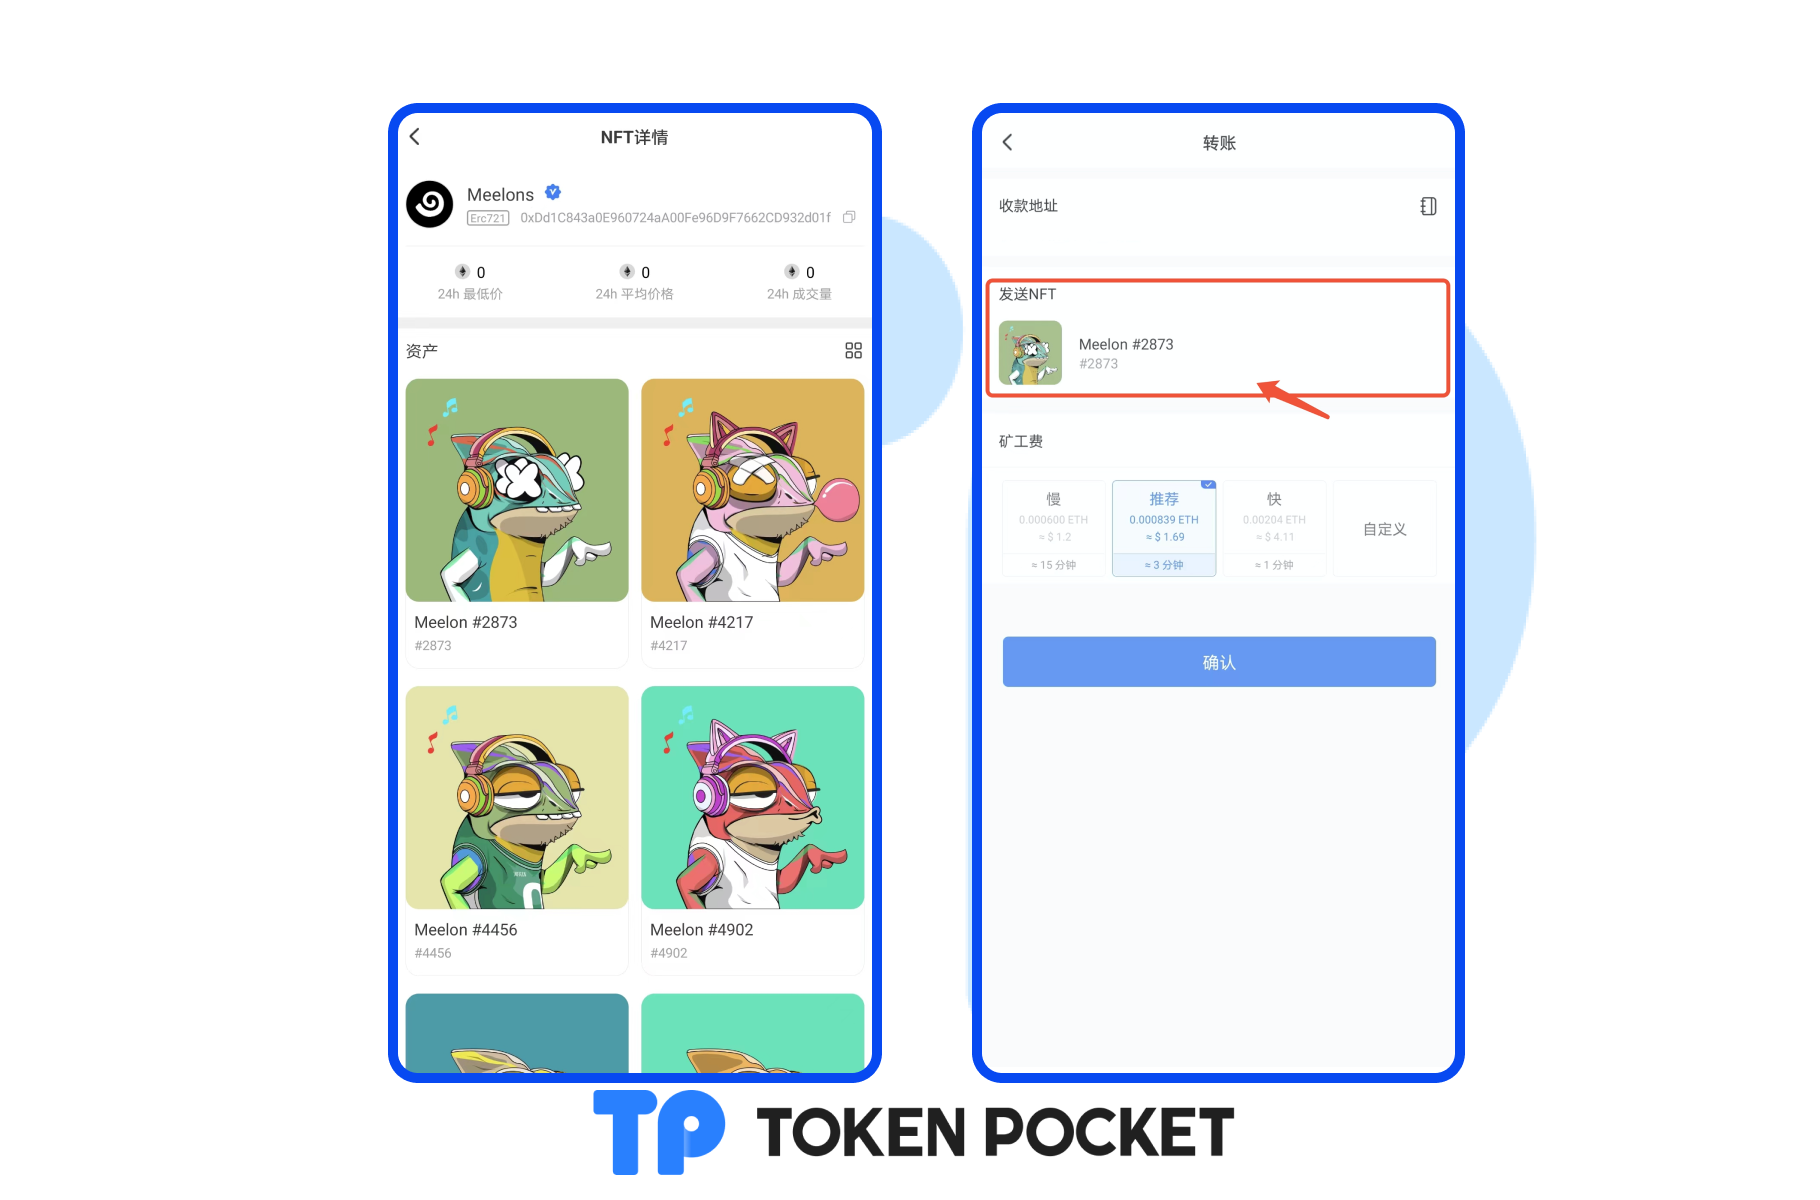 NFT详情
Meelons
Erc721 0xDd1C843a0E960724aA00Fe96D9F7662CD932d01f
0 0 0
24h 最低价 24h 平均价格 24h 成交量
资产
Meelon #2873 Meelon #4217
#2873 #4217
Meelon #4456 Meelon #4902
#4456 #4902
转账
收款地址
发送NFT
Meelon #2873
#2873
矿工费
慢 推荐 快
0.000600 ETH 0.000839 ETH 0.00204 ETH
自定义
≈ $ 1.2 ≈ $ 1.69 ≈ $ 4.11
≈ 15 分钟 ≈ 3 分钟 ≈ 1 分钟
确认
TP TOKEN POCKET